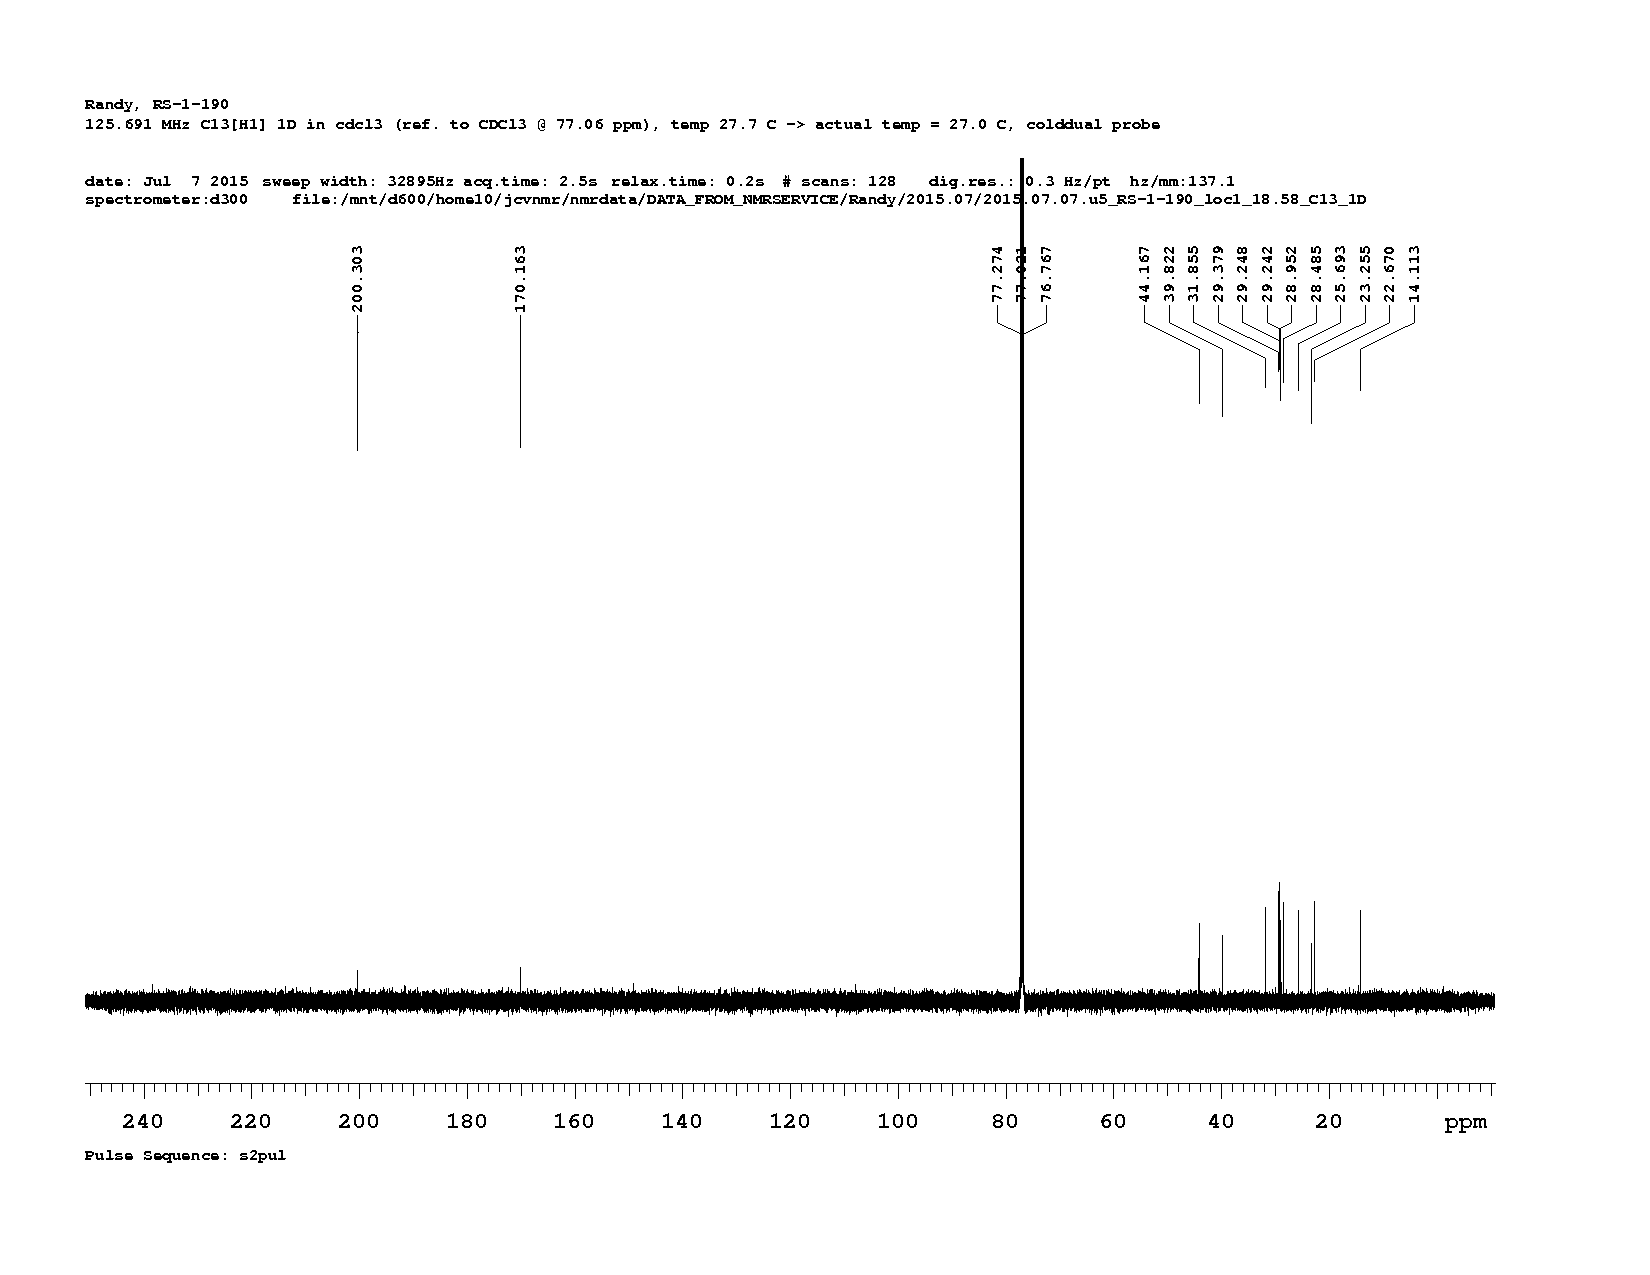 Randy, RS-1-190
125.691 MHz C13[H1] 1D in cdcl3 (ref. to CDCl3 @ 77.06 ppm), temp 27.7 C -> actual temp = 27.0 C, colddual probe
date: Jul 7 2015 sweep width: 32895Hz acq.time: 2.5s relax.time: 0.2s # scans: 128 dig.res.: 0.3 Hz/pt hz/mm:137.1
spectrometer:d300 file:/mnt/d600/home10/jcvnmr/nmrdata/DATA_FROM_NMRSERVICE/Randy/2015.07/2015.07.07.u5_RS-1-190_loc1_18.58_C13_1D
200.303
170.163
77.274
77.021
76.767
44.167
39.822
31.855
29.379
29.248
29.242
28.952
28.485
25.693
23.255
22.670
14.113
240 220 200 180 160 140 120 100 80 60 40 20 ppm
Pulse Sequence: s2pul